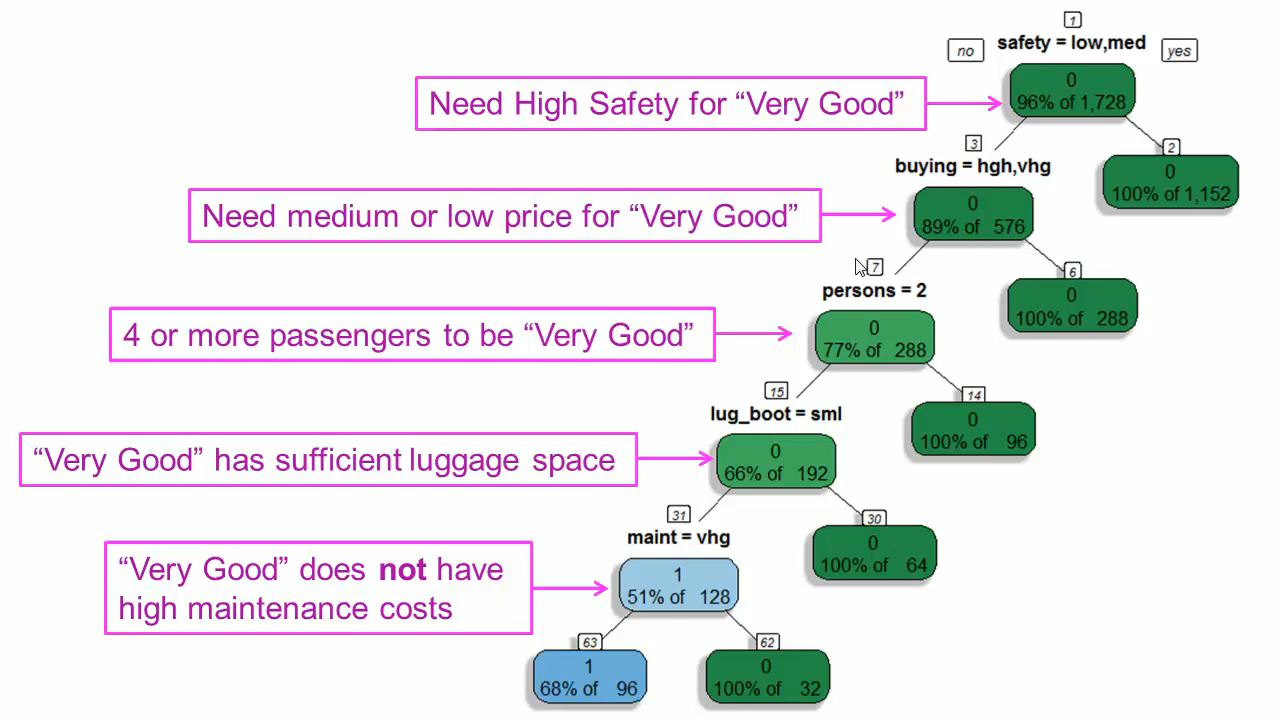 1
safety = low,med
no
yes
0
96% of 1,728
Need High Safety for “Very Good”
3
buying = hgh,vhg
2
0
100% of 1,152
0
89% of 576
Need medium or low price for “Very Good”
7
persons = 2
6
0
100% of 288
0
77% of 288
4 or more passengers to be “Very Good”
15
lug_boot = sml
14
0
100% of 96
0
66% of 192
“Very Good” has sufficient luggage space
31
maint = vhg
30
0
100% of 64
1
51% of 128
“Very Good” does not have
high maintenance costs
63
1
68% of 96
62
0
100% of 32